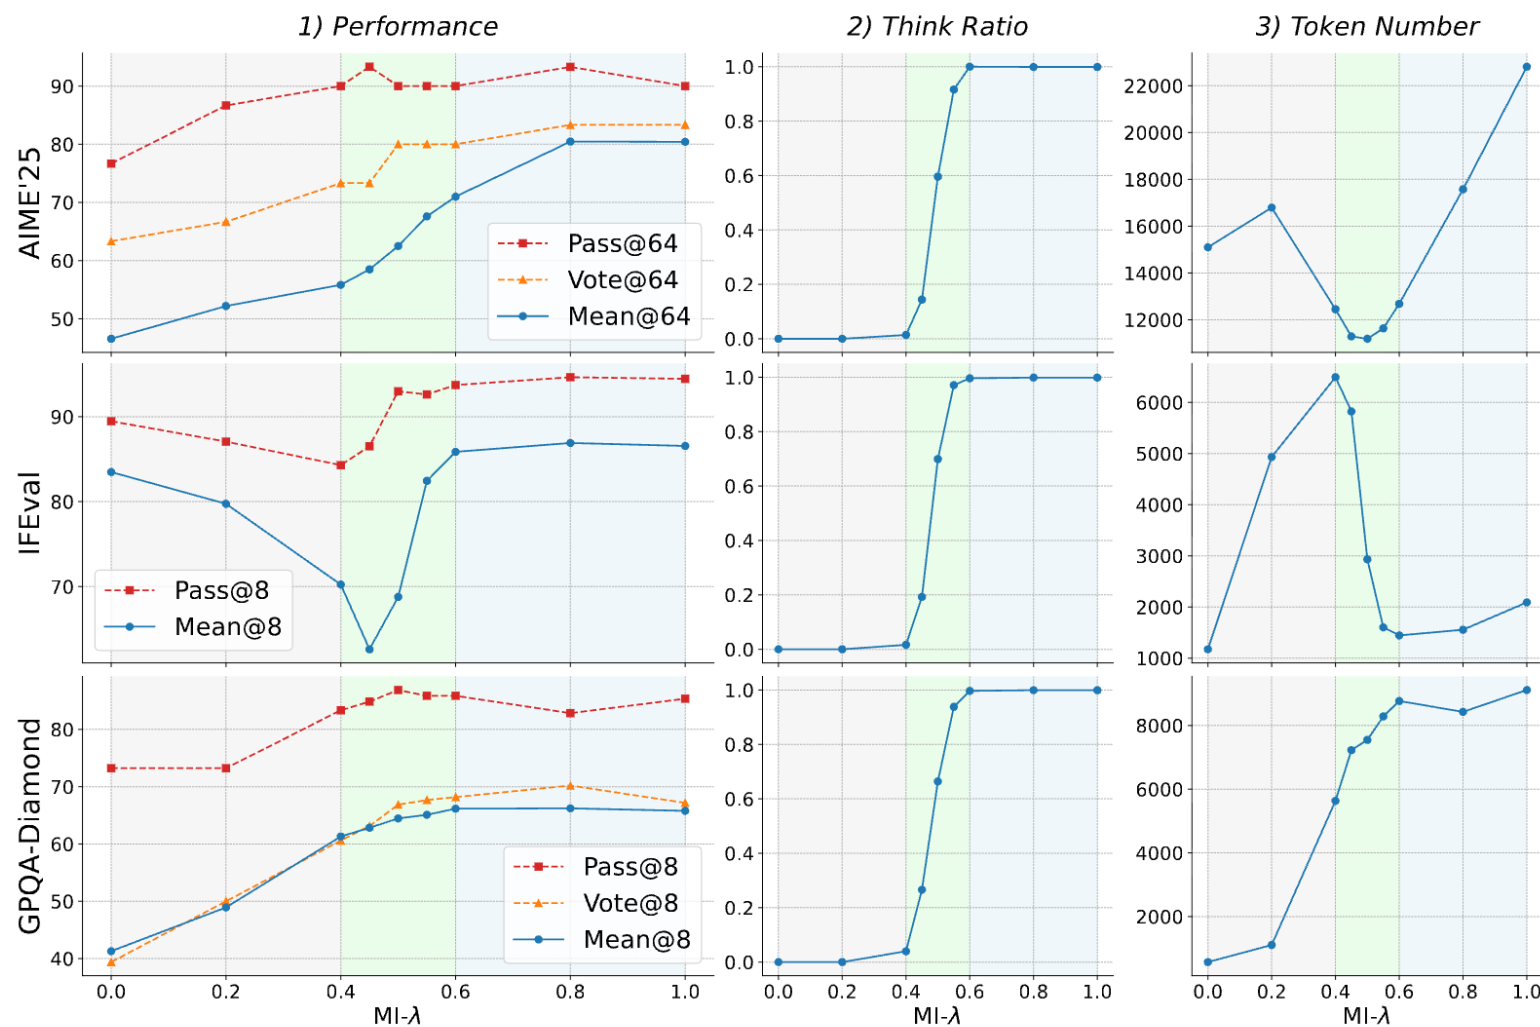 1) Performance
2) Think Ratio
3) Token Number
AIME'25
90
80
70
60
50
Pass@64
Vote@64
Mean@64
1.0
0.8
0.6
0.4
0.2
0.0
22000
20000
18000
16000
14000
12000
IFEval
90
80
70
Pass@8
Mean@8
1.0
0.8
0.6
0.4
0.2
0.0
6000
5000
4000
3000
2000
1000
GPQA-Diamond
80
70
60
50
40
Pass@8
Vote@8
Mean@8
0.0 0.2 0.4 0.6 0.8 1.0
MI-λ
1.0
0.8
0.6
0.4
0.2
0.0
0.0 0.2 0.4 0.6 0.8 1.0
MI-λ
8000
6000
4000
2000
0.0 0.2 0.4 0.6 0.8 1.0
MI-λ